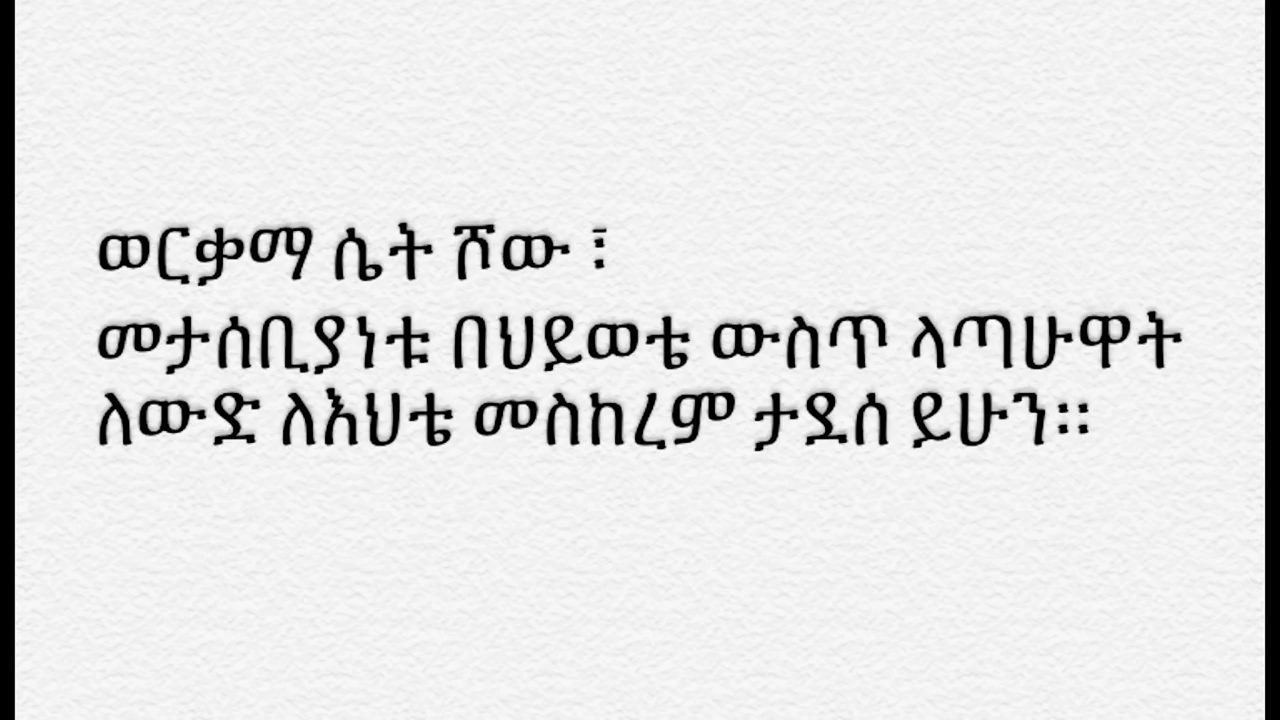 ወርቃማ ሴት ሾው ፣
መታሰቢያነቱ በህይወቴ ውስጥ ላጣሁዋት
ለውድ ለእህቴ መስከረም ታደሰ ይሁን፡፡